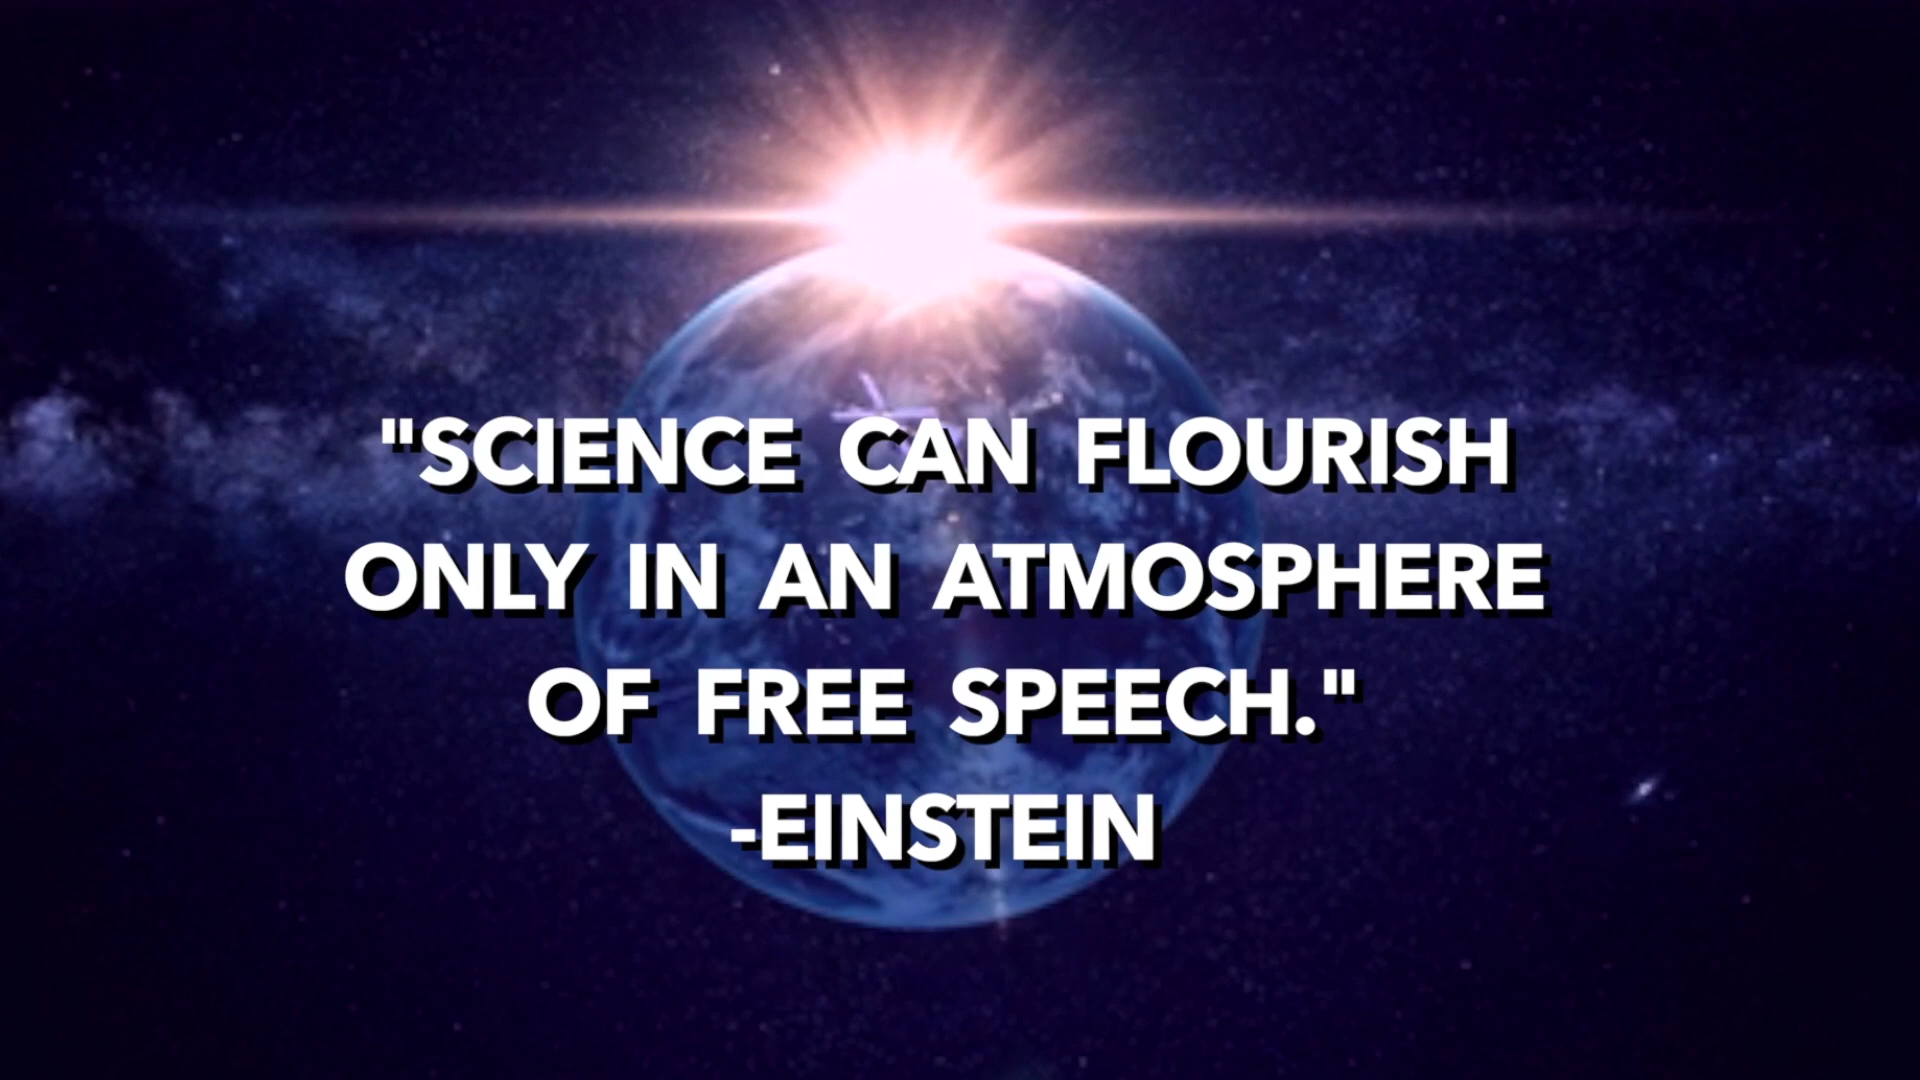 "SCIENCE CAN FLOURISH
ONLY IN AN ATMOSPHERE
OF FREE SPEECH."
-EINSTEIN